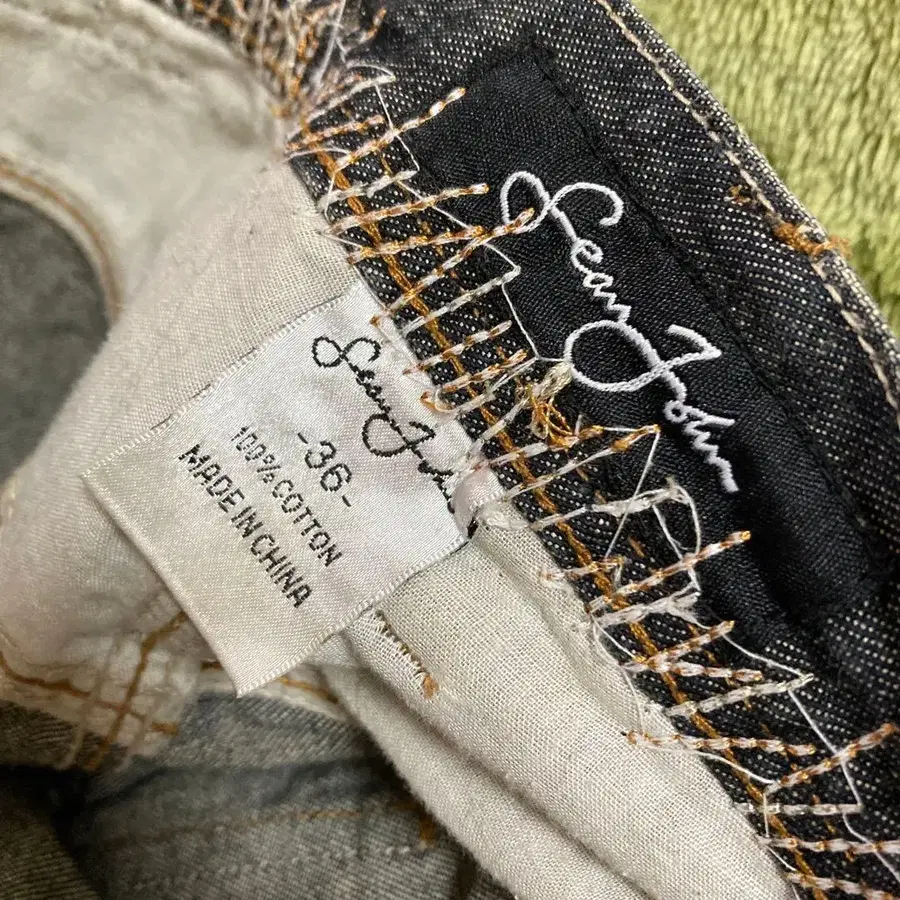 Sean John
Sean John
-36-
100% COTTON
MADE IN CHINA